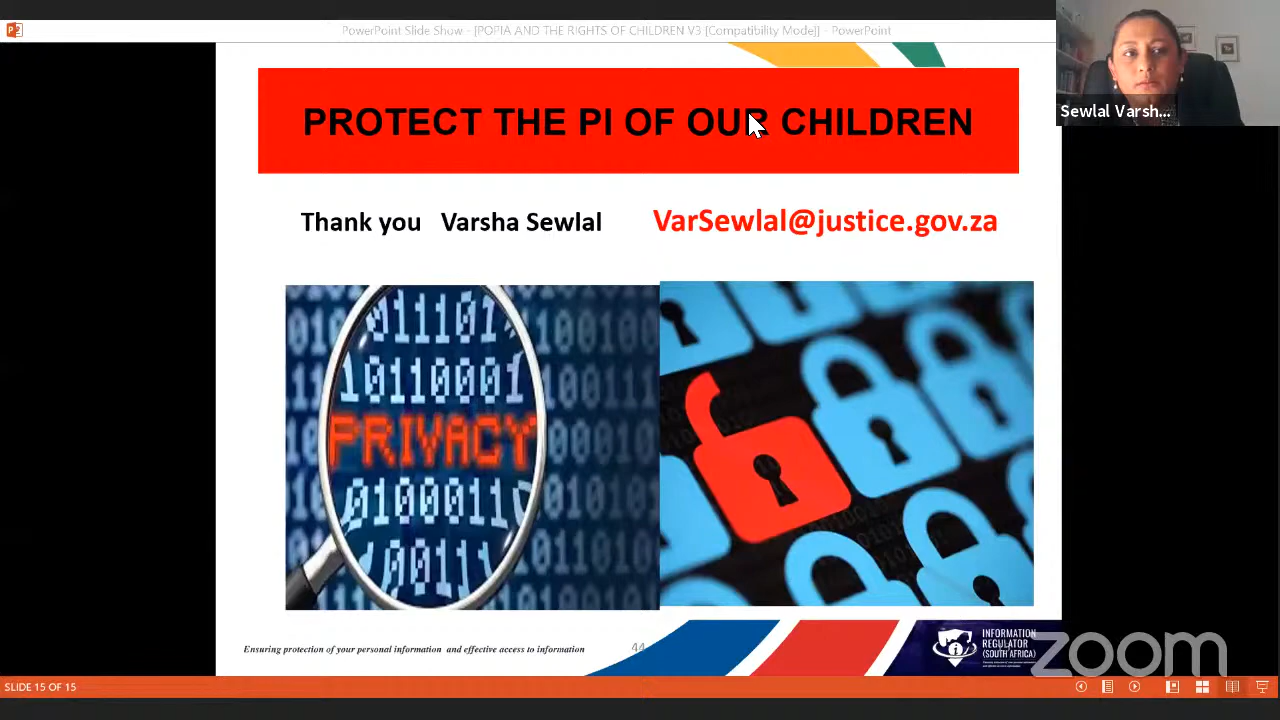 PowerPoint Slide Show - [POPIA AND THE RIGHTS OF CHILDREN V3 [Compatibility Mode]] - PowerPoint
Sewlal Varsh...
PROTECT THE PI OF OUR CHILDREN
Thank you Varsha Sewlal VarSewlal@justice.gov.za
PRIVACY
Ensuring protection of your personal information and effective access to information
44
INFORMATION
REGULATOR
(SOUTH AFRICA)
zoom
SLIDE 15 OF 15